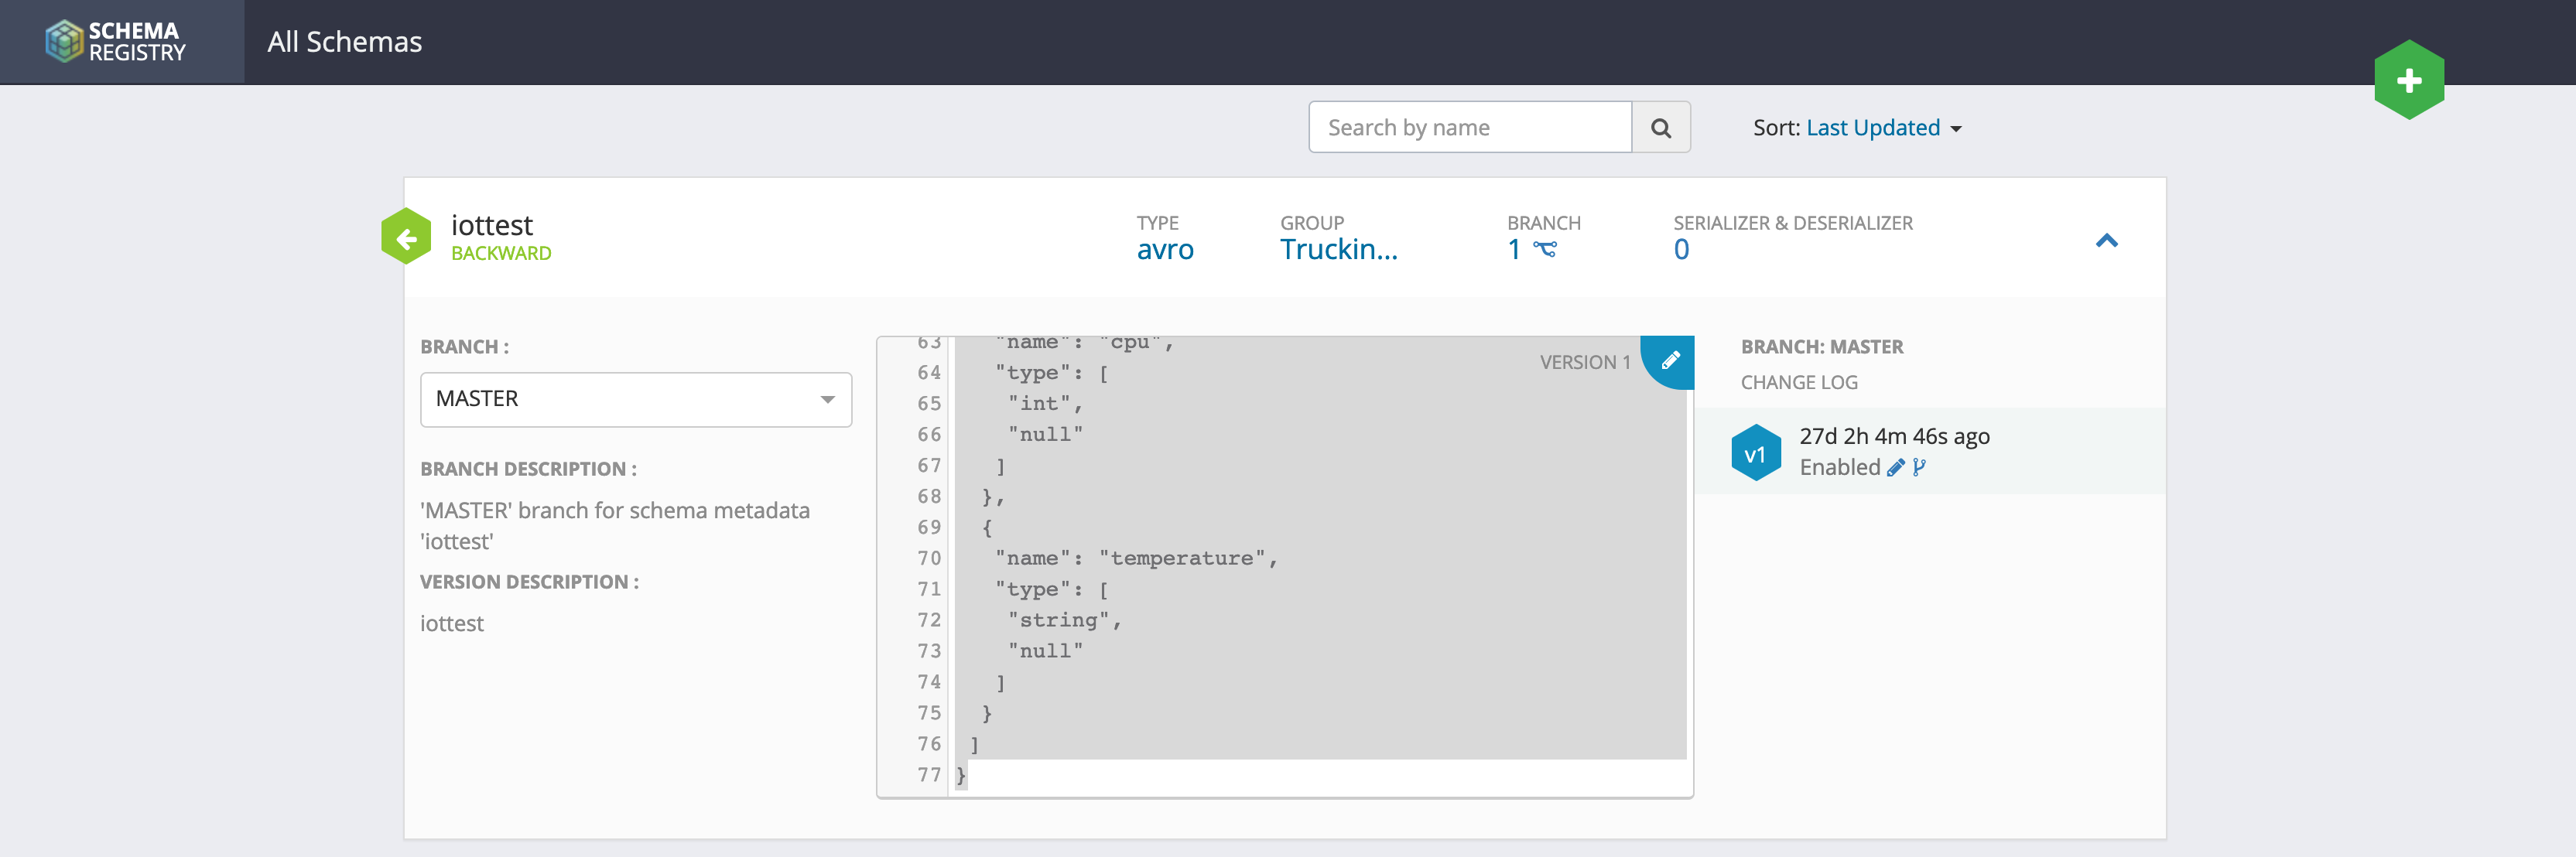 SCHEMA
REGISTRY
All Schemas
Search by name
Sort: Last Updated
iottest
BACKWARD
TYPE
avro
GROUP
Truckin...
BRANCH
1
SERIALIZER & DESERIALIZER
0
BRANCH :
MASTER
BRANCH DESCRIPTION :
'MASTER' branch for schema metadata
'iottest'
VERSION DESCRIPTION :
iottest
VERSION 1
63 "name": "cpu",
64 "type": [
65 "int",
66 "null"
67 ]
68 },
69 {
70 "name": "temperature",
71 "type": [
72 "string",
73 "null"
74 ]
75 }
76 ]
77 }
BRANCH: MASTER
CHANGE LOG
v1
27d 2h 4m 46s ago
Enabled